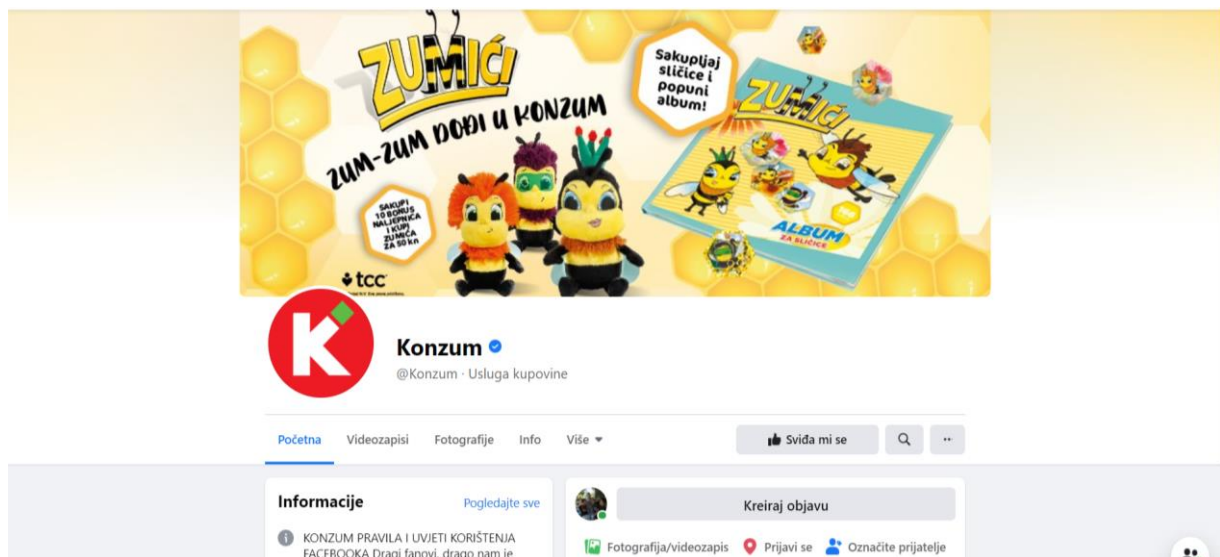 ZUMIĆI
ZUM-ZUM DOĐI U KONZUM
SAKUPI
10 BONUS
NALJEPNICA
I KUPI
ZUMIĆA
ZA 50 kn
tcc
Sakupljaj
sličice i
popuni
album!
ZUMIĆI
ALBUM
ZA SLIČICE
K
Konzum
@Konzum · Usluga kupovine
Početna Videozapisi Fotografije Info Više
Sviđa mi se
Informacije
Pogledajte sve
KONZUM PRAVILA I UVJETI KORIŠTENJA
FACEBOOKA Dragi fanovi, drago nam je
Kreiraj objavu
Fotografija/videozapis Prijavi se Označite prijatelje